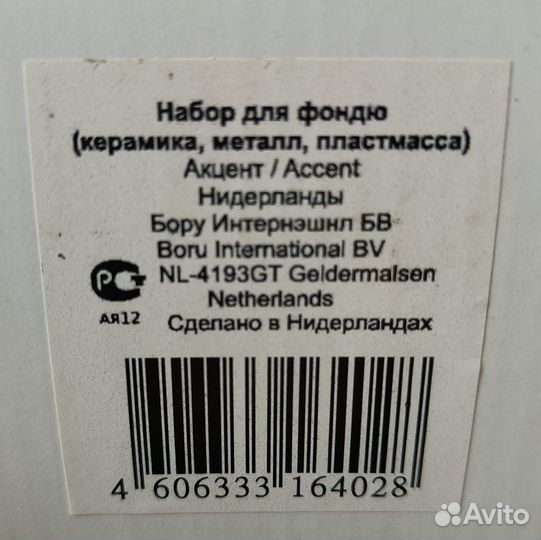 Набор для фондю
(керамика, металл, пластмасса)
Акцент / Accent
Нидерланды
Бору Интернэшнл БВ
Boru International BV
NL-4193GT Geldermalsen
Netherlands
РС АЯ12
Сделано в Нидерландах
4 606333 164028
Avito